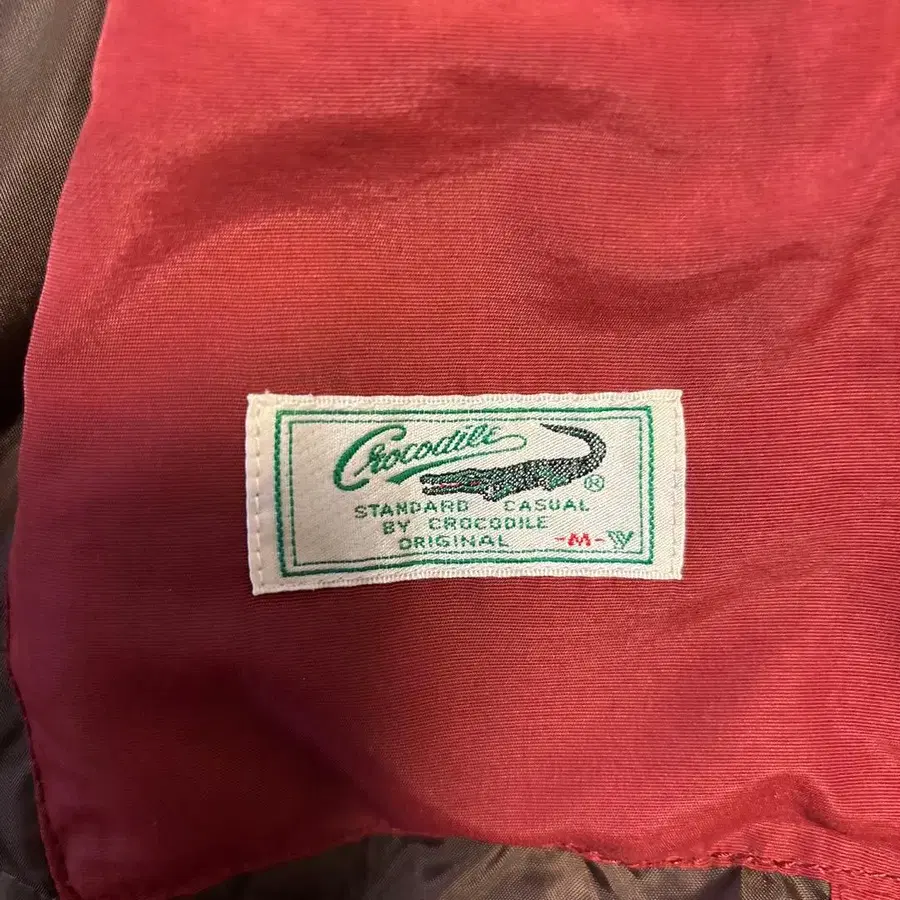 Crocodile
®
STANDARD CASUAL
BY CROCODILE
ORIGINAL -M-W